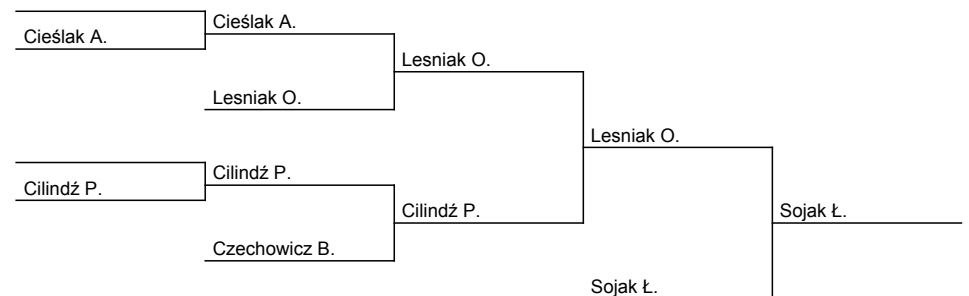 Cieślak A.
Cieślak A.
Lesniak O.
Lesniak O.
Lesniak O.
Cilindź P.
Cilindź P.
Cilindź P.
Sojak Ł.
Czechowicz B.
Sojak Ł.